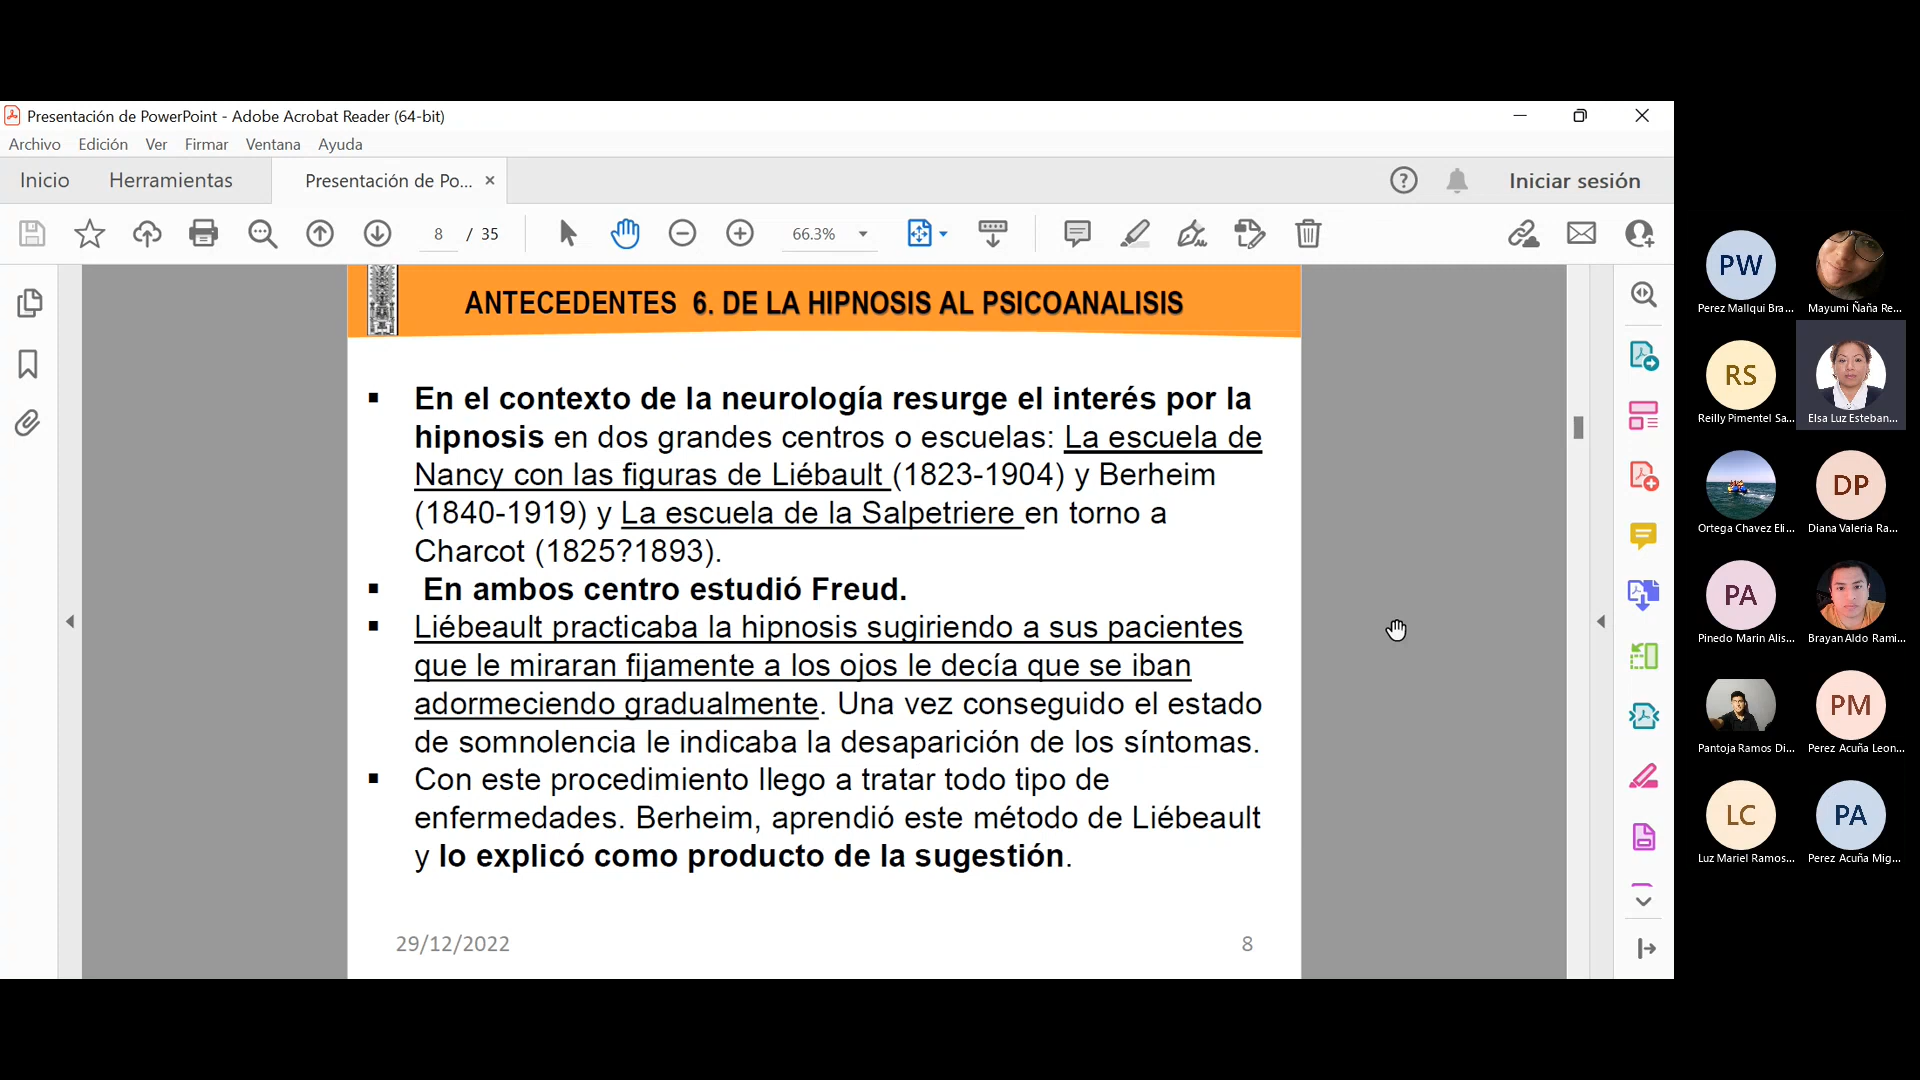 Presentación de PowerPoint - Adobe Acrobat Reader (64-bit)
Archivo Edición Ver Firmar Ventana Ayuda
Inicio Herramientas Presentación de Po... × Iniciar sesión
8 / 35 66.3%
ANTECEDENTES 6. DE LA HIPNOSIS AL PSICOANALISIS
▪ En el contexto de la neurología resurge el interés por la
hipnosis en dos grandes centros o escuelas: La escuela de
Nancy con las figuras de Liébault (1823-1904) y Berheim
(1840-1919) y La escuela de la Salpetriere en torno a
Charcot (1825?1893).
▪ En ambos centro estudió Freud.
▪ Liébeault practicaba la hipnosis sugiriendo a sus pacientes
que le miraran fijamente a los ojos le decía que se iban
adormeciendo gradualmente. Una vez conseguido el estado
de somnolencia le indicaba la desaparición de los síntomas.
▪ Con este procedimiento llego a tratar todo tipo de
enfermedades. Berheim, aprendió este método de Liébeault
y lo explicó como producto de la sugestión.
29/12/2022 8
PW
Perez Mallqui Bra... Mayumi Ñaña Re...
RS
Reilly Pimentel Sa... Elsa Luz Esteban...
DP
Ortega Chavez Eli... Diana Valeria Ra...
PA
Pinedo Marin Alis... Brayan Aldo Rami...
PM
Pantoja Ramos Di... Perez Acuña Leon...
LC PA
Luz Mariel Ramos... Perez Acuña Mig...